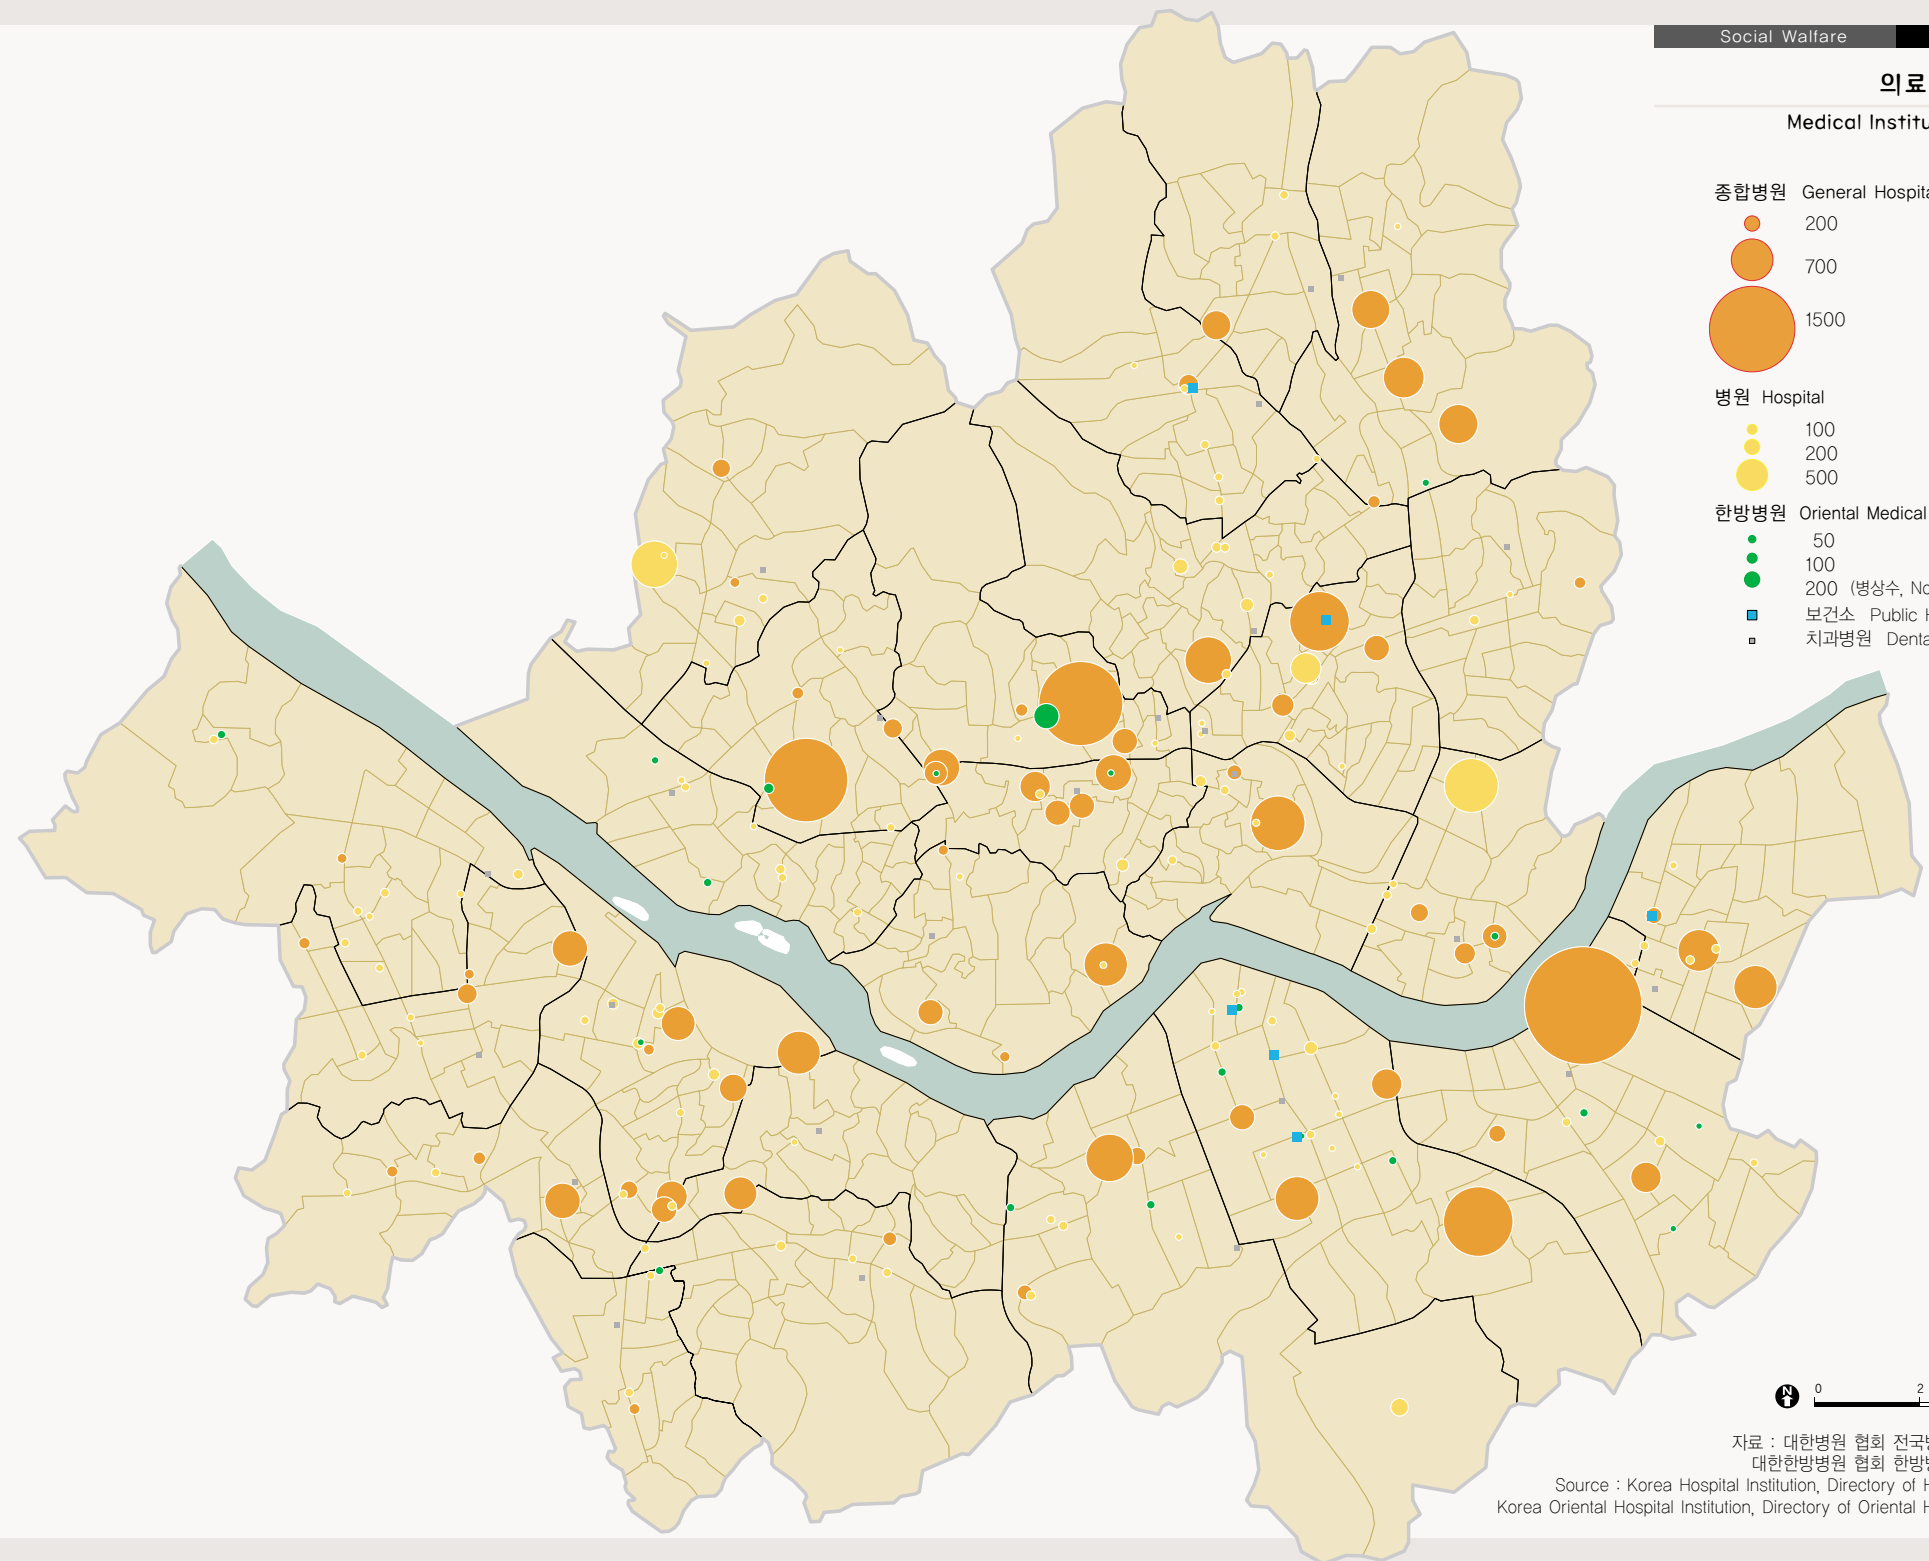 Social Walfare
의료
Medical Institu
종합병원 General Hospita
200
700
1500
병원 Hospital
100
200
500
한방병원 Oriental Medical
50
100
200 (병상수, No
보건소 Public H
치과병원 Denta
N
0 2
자료 : 대한병원 협회 전국병
대한한방병원 협회 한방병
Source : Korea Hospital Institution, Directory of H
Korea Oriental Hospital Institution, Directory of Oriental H